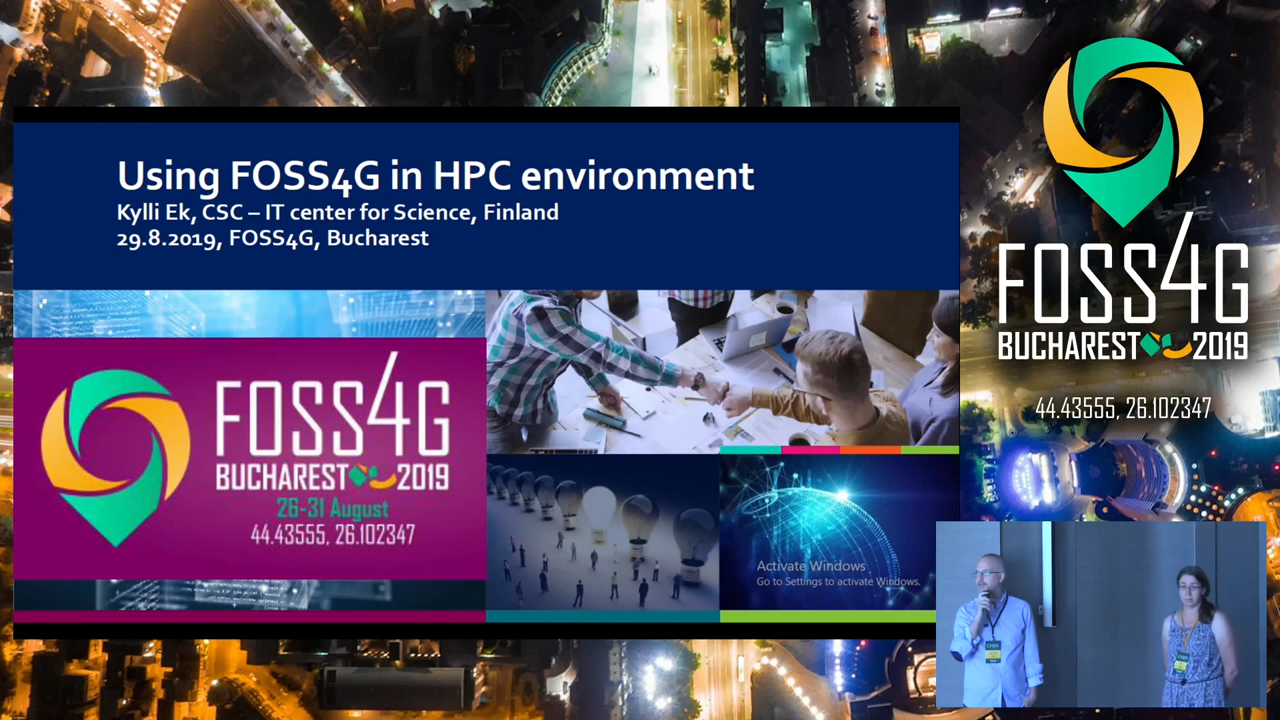 Using FOSS4G in HPC environment
Kylli Ek, CSC – IT center for Science, Finland
29.8.2019, FOSS4G, Bucharest
FOSS4G
BUCHAREST 2019
26-31 August
44.43555, 26.102347
Activate Windows
Go to Settings to activate Windows.
FOSS4G
BUCHAREST 2019
44.43555, 26.102347